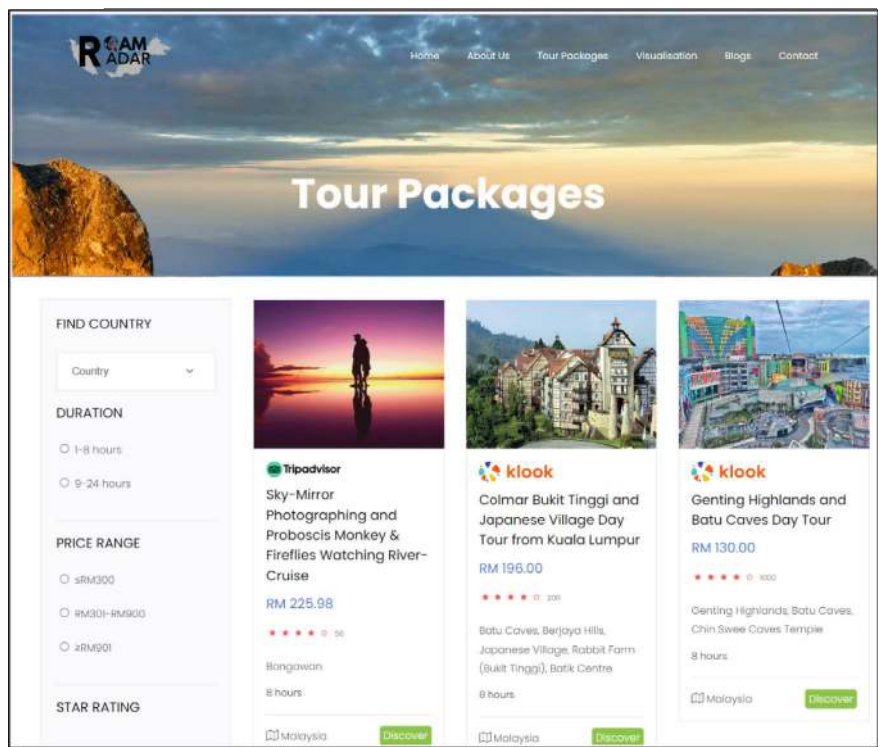 ROAM
RADAR
Home About Us Tour Packages Visualisation Blogs Contact
Tour Packages
FIND COUNTRY
Country
DURATION
1-8 hours
9-24 hours
PRICE RANGE
≤RM300
RM301-RM900
≥RM901
STAR RATING
Tripadvisor
Sky-Mirror
Photographing and
Proboscis Monkey &
Fireflies Watching River-
Cruise
RM 225.98
50
Bongawan
8 hours
Malaysia Discover
klook
Colmar Bukit Tinggi and
Japanese Village Day
Tour from Kuala Lumpur
RM 196.00
200
Batu Caves, Berjaya Hills,
Japanese Village, Rabbit Farm
(Bukit Tinggi), Batik Centre
8 hours
Malaysia Discover
klook
Genting Highlands and
Batu Caves Day Tour
RM 130.00
1000
Genting Highlands, Batu Caves,
Chin Swee Caves Temple
8 hours
Malaysia Discover